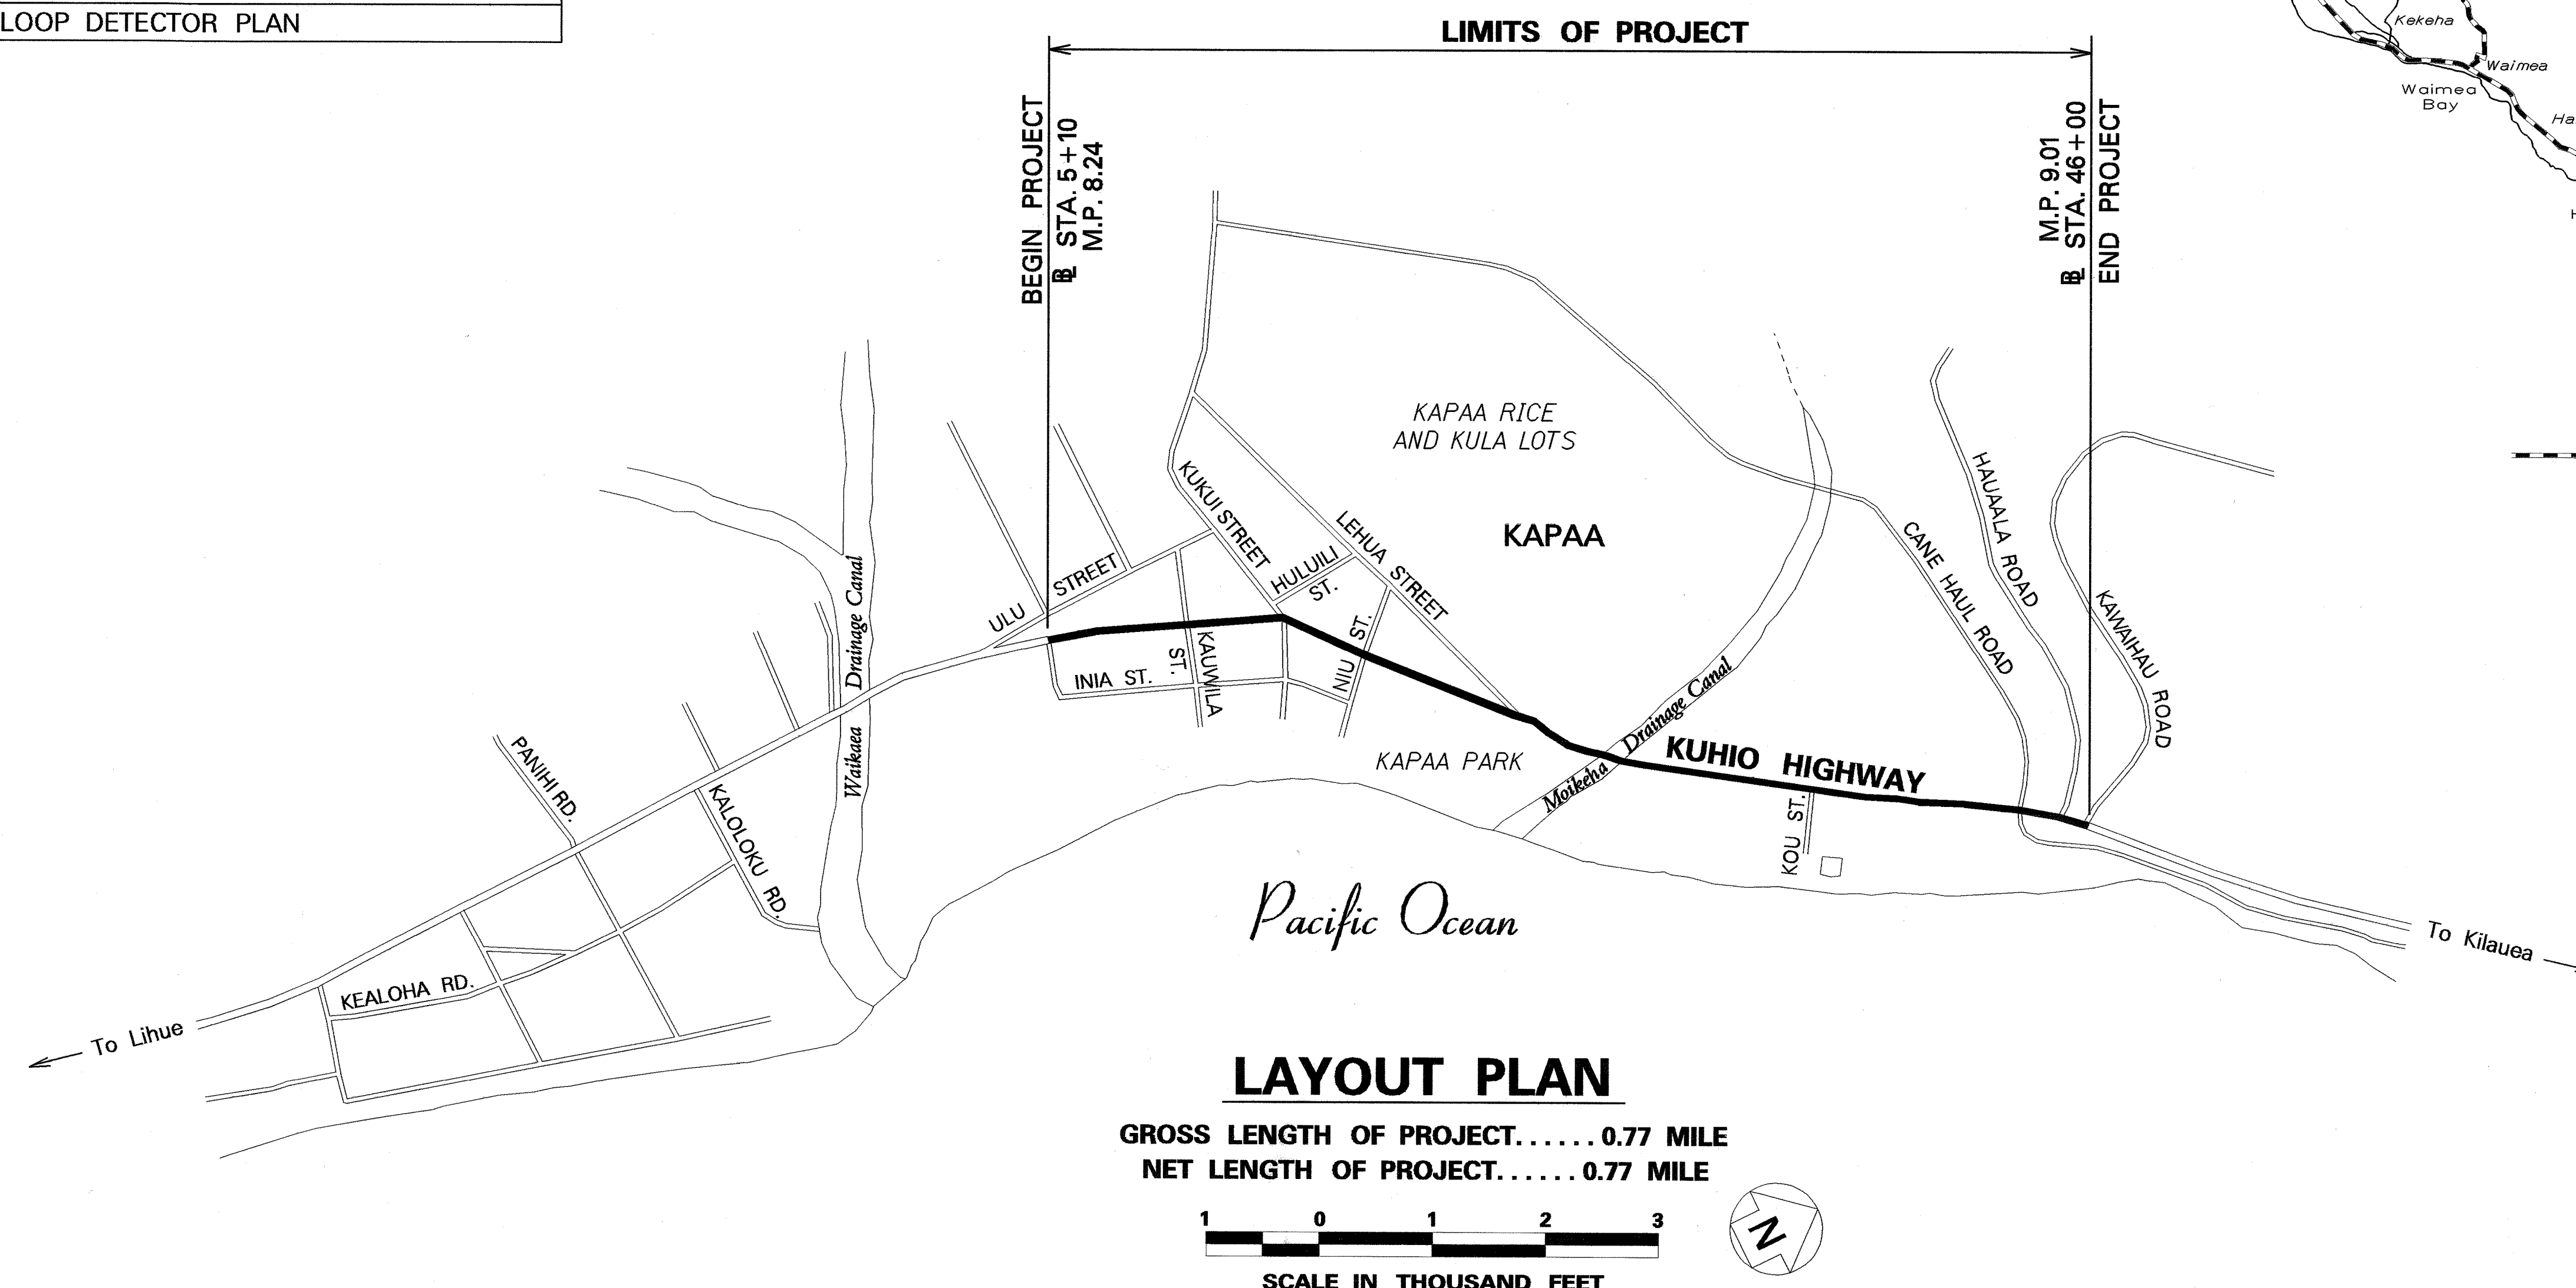 LOOP DETECTOR PLAN
LIMITS OF PROJECT
Kekeha
Waimea
Waimea
Bay
Ha
H
BEGIN PROJECT
BL STA. 5+10
M.P. 8.24
M.P. 9.01
BL STA. 46+00
END PROJECT
KAPAA RICE
AND KULA LOTS
KAPAA
KUKUI STREET
LEHUA STREET
HULUILI
ST.
ULU STREET
INIA ST.
KAUWILA
ST.
NIU ST.
KAPAA PARK
Waikaea Drainage Canal
Moikeha Drainage Canal
KUHIO HIGHWAY
KOU ST.
CANE HAUL ROAD
HAUAALA ROAD
KAWAIHAU ROAD
PANIHI RD.
KALOLOKU RD.
KEALOHA RD.
Pacific Ocean
To Lihue
To Kilauea
LAYOUT PLAN
GROSS LENGTH OF PROJECT......0.77 MILE
NET LENGTH OF PROJECT......0.77 MILE
1 0 1 2 3
SCALE IN THOUSAND FEET
N